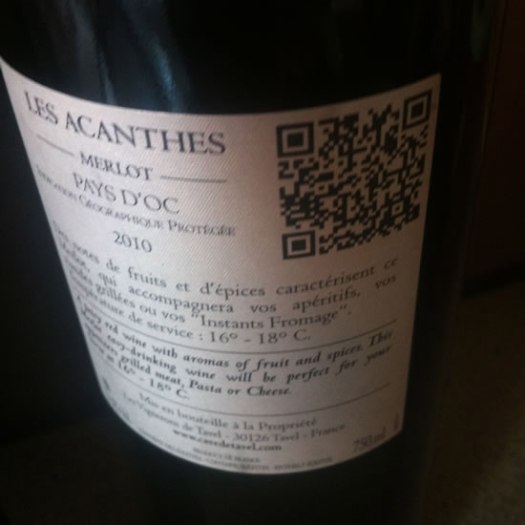 LES ACANTHES
MERLOT
PAYS D'OC
GÉOGRAPHIQUE PROTÉGÉE
2010
notes de fruits et d'épices caractérisent ce
qui accompagnera vos apéritifs, vos
grillées ou vos "Instants Fromage".
de service : 16° - 18° C.
red wine with aromas of fruit and spices. This
easy-drinking wine will be perfect for your
grilled meat, Pasta or Cheese.
16° - 18° C.
Mis en bouteille à la Propriété
Les Vignerons de Tavel - 30126 Tavel - France
www.cavedetavel.com
750 ml